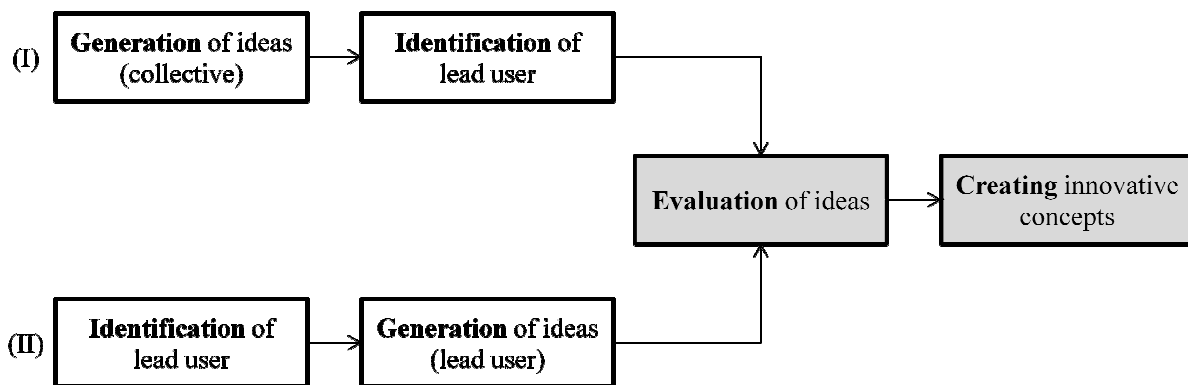 (I)
Generation of ideas
(collective)
Identification of
lead user
Evaluation of ideas
Creating innovative
concepts
(II)
Identification of
lead user
Generation of ideas
(lead user)